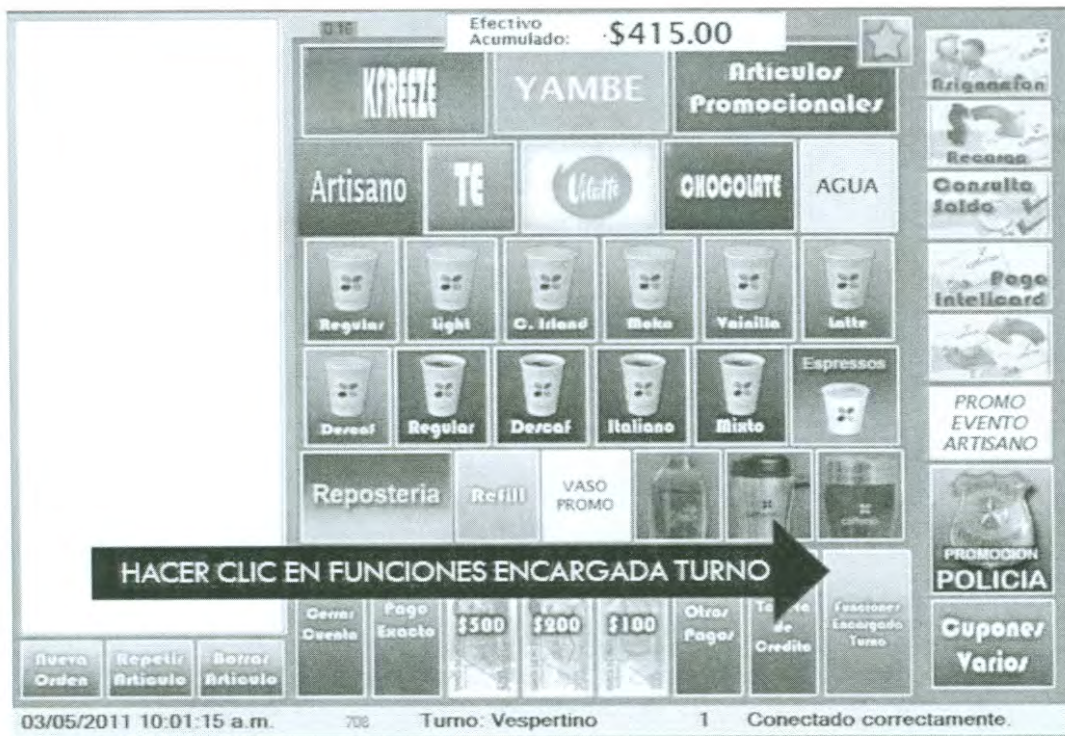 Efectivo
Acumulado: $415.00
KFREEZE
YAMBE
Artículos
Promocionales
Asignacion
Recarga
Consulta
Saldo
Pago
Intelicard
Artisano
TE
CHOCOLATE
AGUA
Regular
Light
C. Island
Moka
Vainilla
Latte
Descaf
Regular
Descaf
Italiano
Mixto
Espressos
PROMO
EVENTO
ARTISANO
Reposteria
Refill
VASO
PROMO
PROMOCION
POLICIA
HACER CLIC EN FUNCIONES ENCARGADA TURNO
Cerrar
Cuenta
Pago
Exacto
$500
$200
$100
Otros
Pagos
de
Credito
Funciones
Encargada
Turno
Cupones
Varios
Nueva
Orden
Repetir
Articulo
Borrar
Articulo
03/05/2011 10:01:15 a.m. 708 Turno: Vespertino 1 Conectado correctamente.